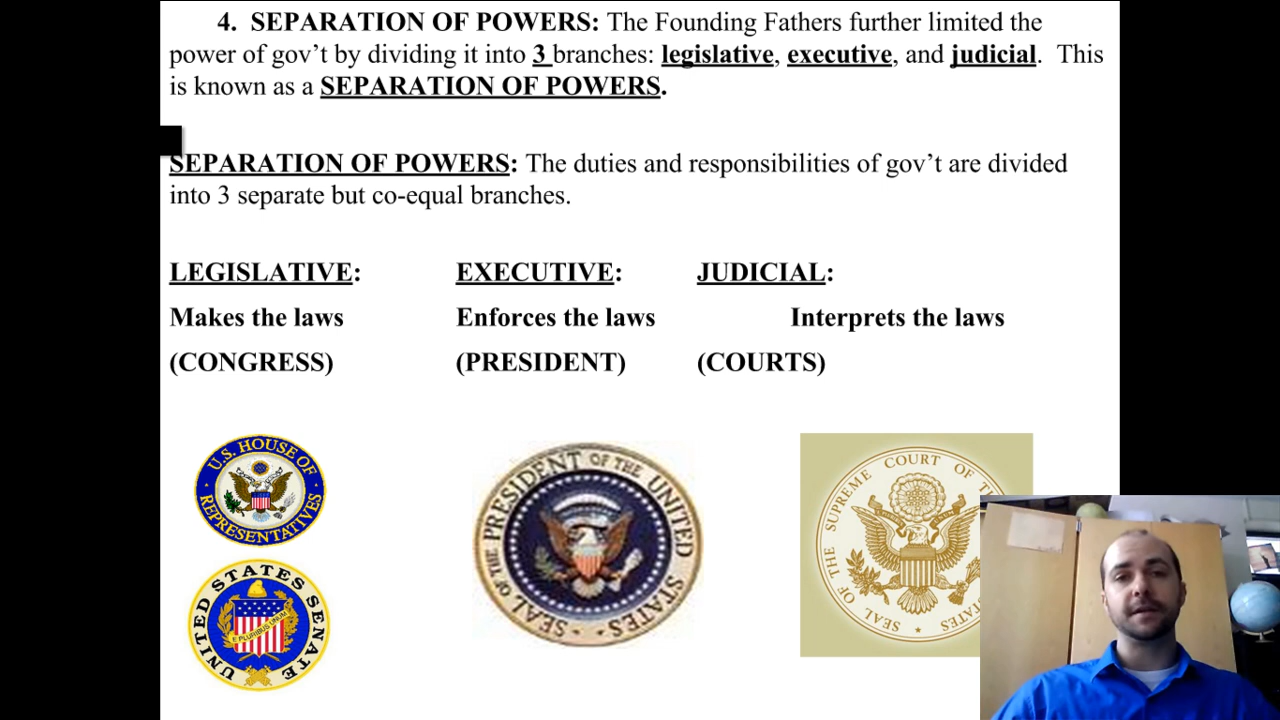 4. SEPARATION OF POWERS: The Founding Fathers further limited the
power of gov't by dividing it into 3 branches: legislative, executive, and judicial. This
is known as a SEPARATION OF POWERS.
SEPARATION OF POWERS: The duties and responsibilities of gov't are divided
into 3 separate but co-equal branches.
LEGISLATIVE: EXECUTIVE: JUDICIAL:
Makes the laws Enforces the laws Interprets the laws
(CONGRESS) (PRESIDENT) (COURTS)
U.S. HOUSE OF
REPRESENTATIVES
UNITED STATES SENATE
E PLURIBUS UNUM
SEAL OF THE PRESIDENT OF THE UNITED STATES
SEAL OF THE SUPREME COURT OF
STATES